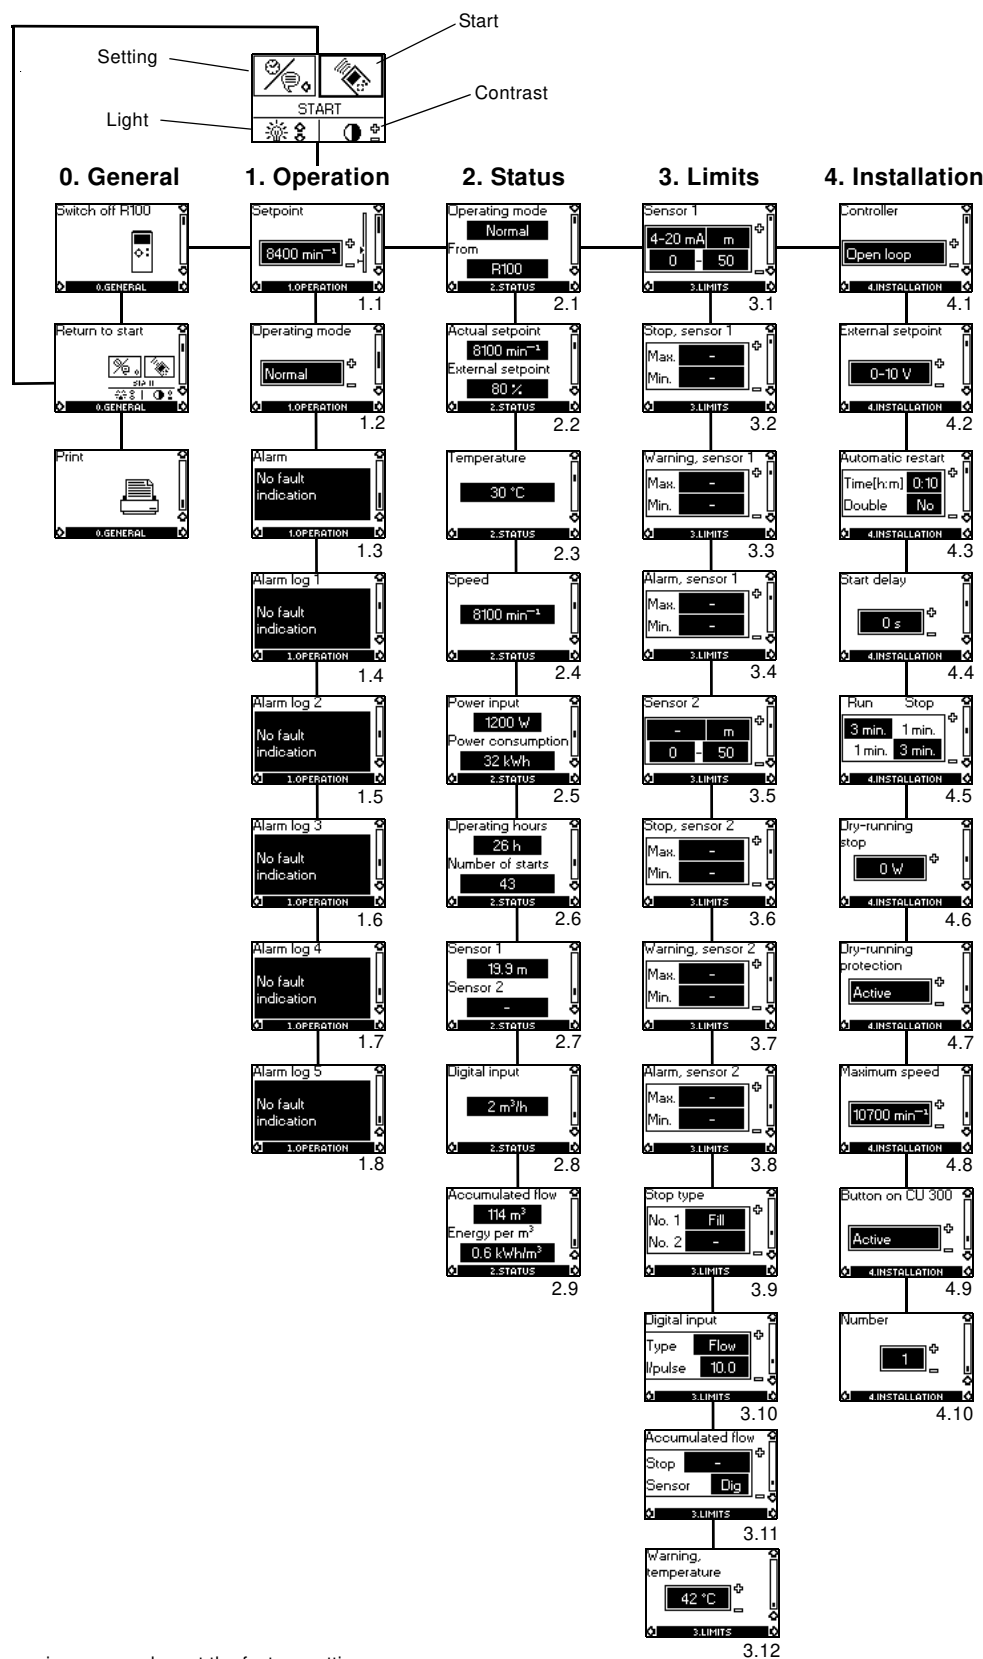 Start
Setting
Contrast
START
Light
0. General
Switch off R100
0.GENERAL
Return to start
START
0.GENERAL
Print
0.GENERAL
1. Operation
Setpoint
8400 min⁻¹
1.OPERATION
1.1
Operating mode
Normal
1.OPERATION
1.2
Alarm
No fault
indication
1.OPERATION
1.3
Alarm log 1
No fault
indication
1.OPERATION
1.4
Alarm log 2
No fault
indication
1.OPERATION
1.5
Alarm log 3
No fault
indication
1.OPERATION
1.6
Alarm log 4
No fault
indication
1.OPERATION
1.7
Alarm log 5
No fault
indication
1.OPERATION
1.8
2. Status
Operating mode
Normal
From
R100
2.STATUS
2.1
Actual setpoint
8100 min⁻¹
External setpoint
80 %
2.STATUS
2.2
Temperature
30 °C
2.STATUS
2.3
Speed
8100 min⁻¹
2.STATUS
2.4
Power input
1200 W
Power consumption
32 kWh
2.STATUS
2.5
Operating hours
26 h
Number of starts
43
2.STATUS
2.6
Sensor 1
19.9 m
Sensor 2
-
2.STATUS
2.7
Digital input
2 m³/h
2.STATUS
2.8
Accumulated flow
114 m³
Energy per m³
0.6 kWh/m³
2.STATUS
2.9
3. Limits
Sensor 1
4-20 mA m
0 - 50
3.LIMITS
3.1
Stop, sensor 1
Max. -
Min. -
3.LIMITS
3.2
Warning, sensor 1
Max. -
Min. -
3.LIMITS
3.3
Alarm, sensor 1
Max. -
Min. -
3.LIMITS
3.4
Sensor 2
- m
0 - 50
3.LIMITS
3.5
Stop, sensor 2
Max. -
Min. -
3.LIMITS
3.6
Warning, sensor 2
Max. -
Min. -
3.LIMITS
3.7
Alarm, sensor 2
Max. -
Min. -
3.LIMITS
3.8
Stop type
No. 1 Fill
No. 2 -
3.LIMITS
3.9
Digital input
Type Flow
l/pulse 10.0
3.LIMITS
3.10
Accumulated flow
Stop -
Sensor Dig
3.LIMITS
3.11
Warning,
temperature
42 °C
3.LIMITS
3.12
4. Installation
Controller
Open loop
4.INSTALLATION
4.1
External setpoint
0-10 V
4.INSTALLATION
4.2
Automatic restart
Time[h:m] 0:10
Double No
4.INSTALLATION
4.3
Start delay
0 s
4.INSTALLATION
4.4
Run Stop
3 min. 1 min.
1 min. 3 min.
4.INSTALLATION
4.5
Dry-running
stop
0 W
4.INSTALLATION
4.6
Dry-running
protection
Active
4.INSTALLATION
4.7
Maximum speed
10700 min⁻¹
4.INSTALLATION
4.8
Button on CU 300
Active
4.INSTALLATION
4.9
Number
1
4.INSTALLATION
4.10